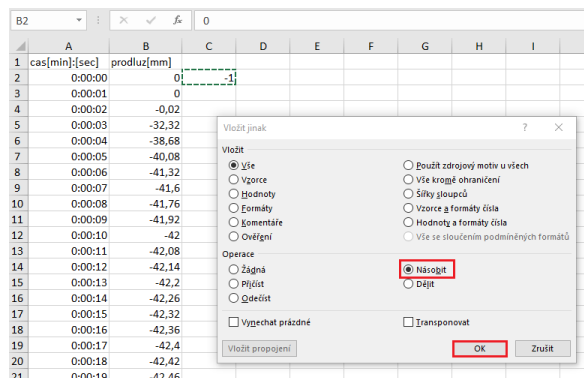 B2 fx 0
A B C D E F G H I
1 cas[min]:[sec] produluz[mm]
2 0:00:00 0 -1
3 0:00:01 0
4 0:00:02 -0,02
5 0:00:03 -32,32
6 0:00:04 -38,68
7 0:00:05 -40,08
8 0:00:06 -41,32
9 0:00:07 -41,6
10 0:00:08 -41,76
11 0:00:09 -41,92
12 0:00:10 -42
13 0:00:11 -42,08
14 0:00:12 -42,14
15 0:00:13 -42,2
16 0:00:14 -42,26
17 0:00:15 -42,32
18 0:00:16 -42,36
19 0:00:17 -42,4
20 0:00:18 -42,42
21 0:00:19 -42,46
Vložit jinak ?
Vložit
Vše Použít zdrojový motiv u všech
Vzorce Vše kromě ohraničení
Hodnoty Šířky sloupců
Formáty Vzorce a formáty čísla
Komentáře Hodnoty a formáty čísla
Ověření Vše se sloučením podmíněných formátů
Operace
Žádná Násobit
Přičíst Dělit
Odečíst
Vynechat prázdné Transponovat
Vložit propojení OK Zrušit